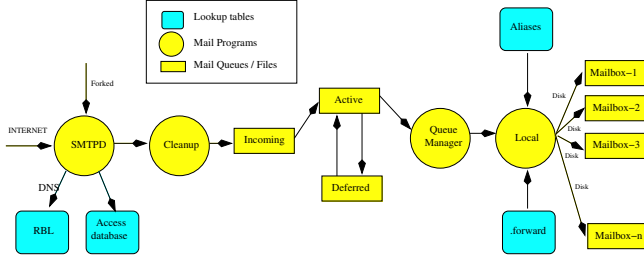 Lookup tables
Mail Programs
Mail Queues / Files
Aliases
Forked
INTERNET
SMTPD
Cleanup
Incoming
Active
Deferred
Queue
Manager
Local
Disk
Disk
Disk
Disk
Mailbox-1
Mailbox-2
Mailbox-3
Mailbox-n
DNS
RBL
Access
database
.forward